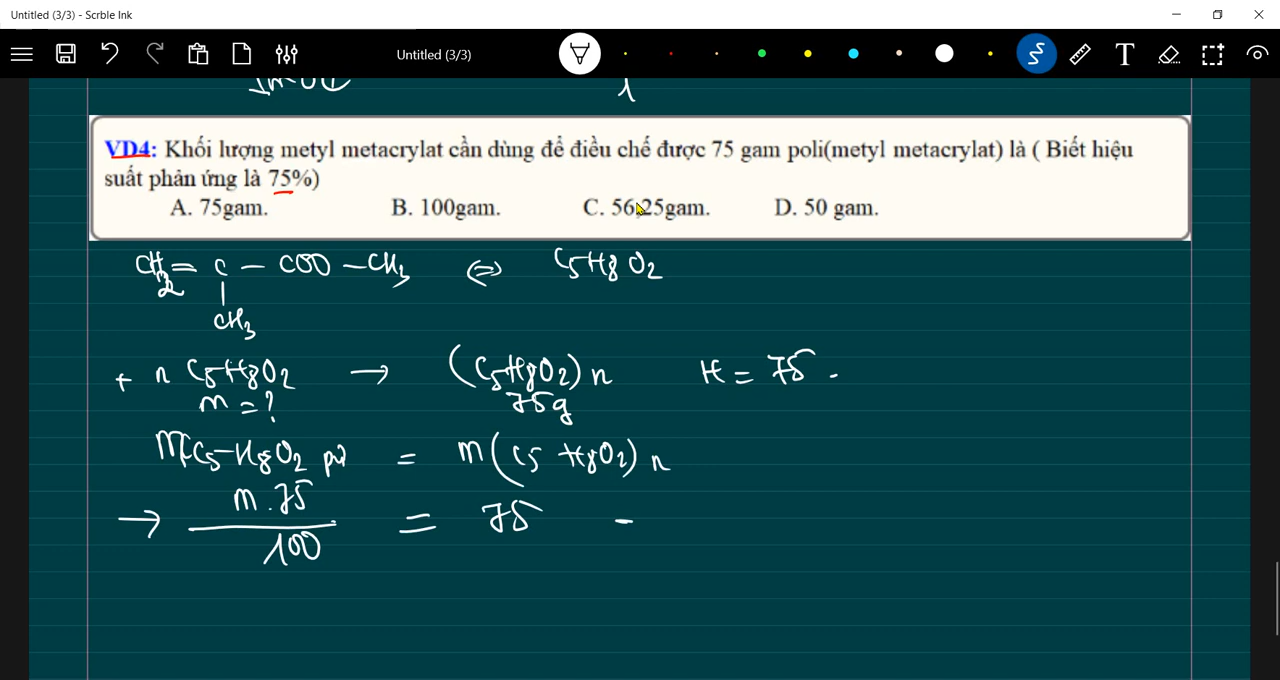 Untitled (3/3) - Scrble Ink
Untitled (3/3)
VD4: Khối lượng metyl metacrylat cần dùng để điều chế được 75 gam poli(metyl metacrylat) là ( Biết hiệu
suất phản ứng là 75%)
A. 75gam. B. 100gam. C. 56,25gam. D. 50 gam.
CH2 = C - COO - CH3 ⇔ C5H8O2
CH3
+ n C5H8O2 → (C5H8O2)n H = 75
m = ? 75g
mC5H8O2 pứ = m(C5H8O2)n
→ m.75 / 100 = 75